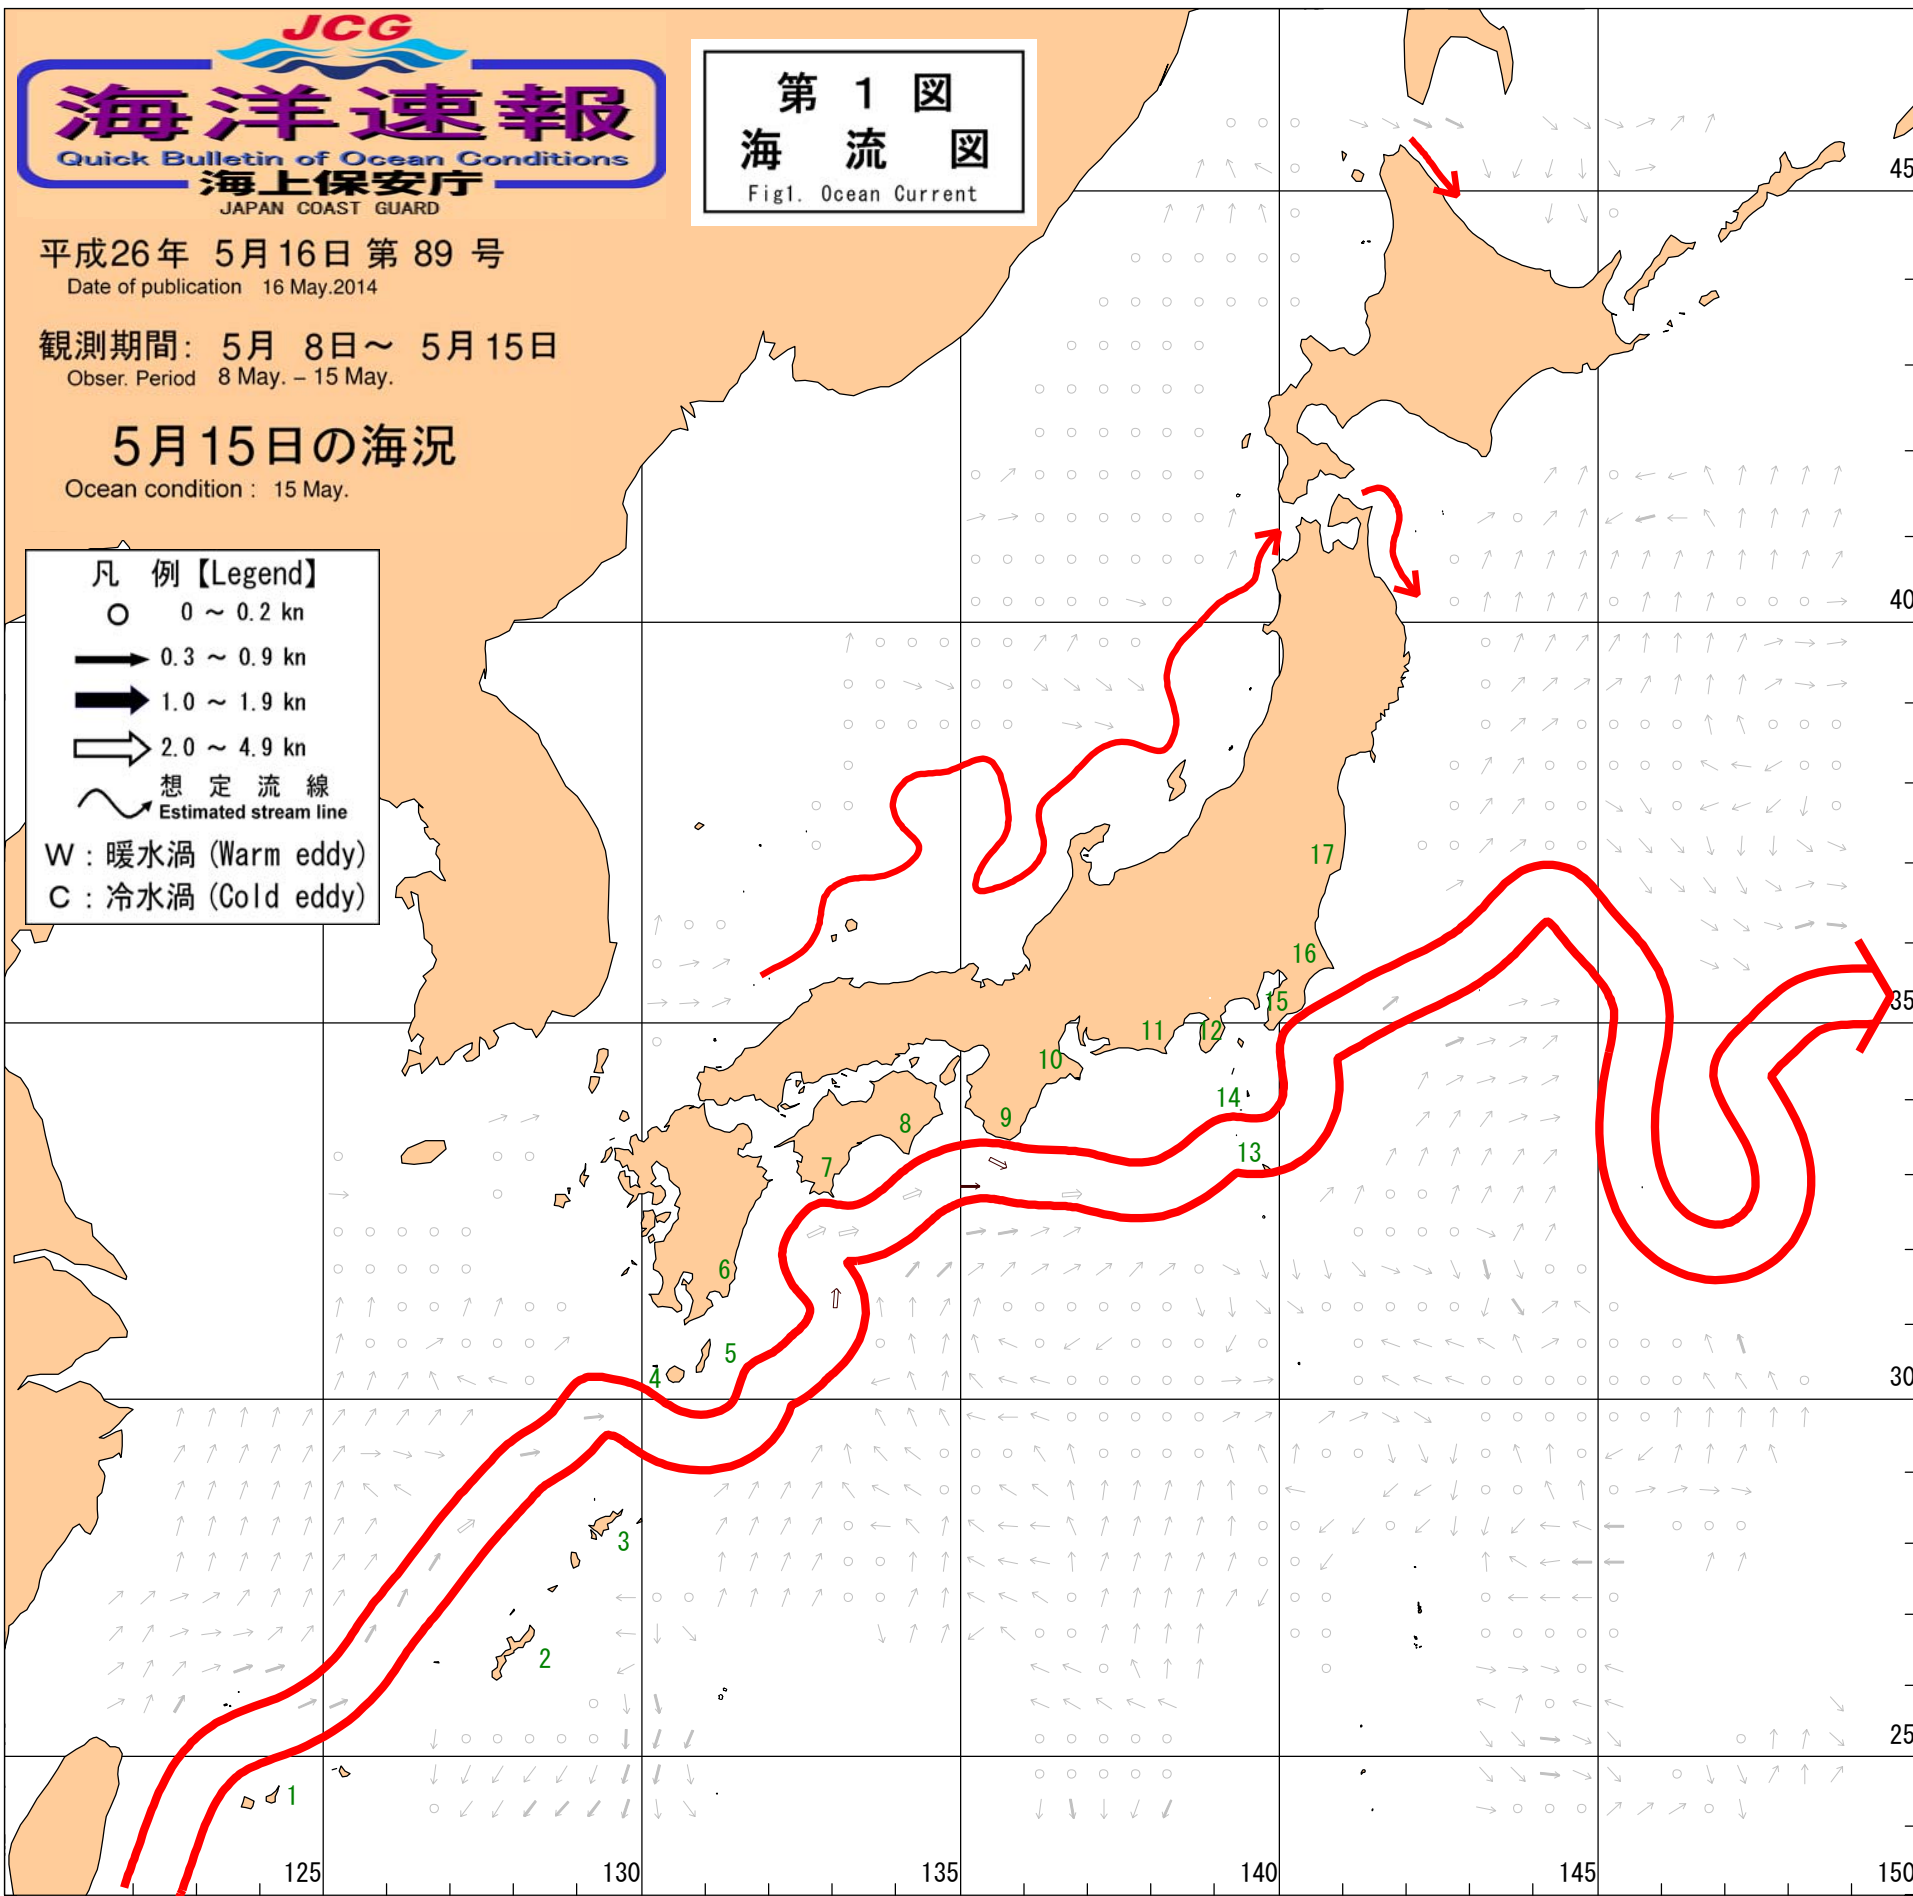 JCG
海洋速報
Quick Bulletin of Ocean Conditions
海上保安庁
JAPAN COAST GUARD
平成26年 5月16日 第 89 号
Date of publication 16 May.2014
観測期間: 5月 8日～ 5月15日
Obser. Period 8 May. – 15 May.
5月15日の海況
Ocean condition : 15 May.
第 1 図
海 流 図
Fig1. Ocean Current
凡 例【Legend】
0 ～ 0.2 kn
0.3 ～ 0.9 kn
1.0 ～ 1.9 kn
2.0 ～ 4.9 kn
想 定 流 線
Estimated stream line
W : 暖水渦 (Warm eddy)
C : 冷水渦 (Cold eddy)
45
40
17
16
35
15
12
11
10
14
9
8
13
7
6
5
4
30
3
2
25
1
125
130
135
140
145
150